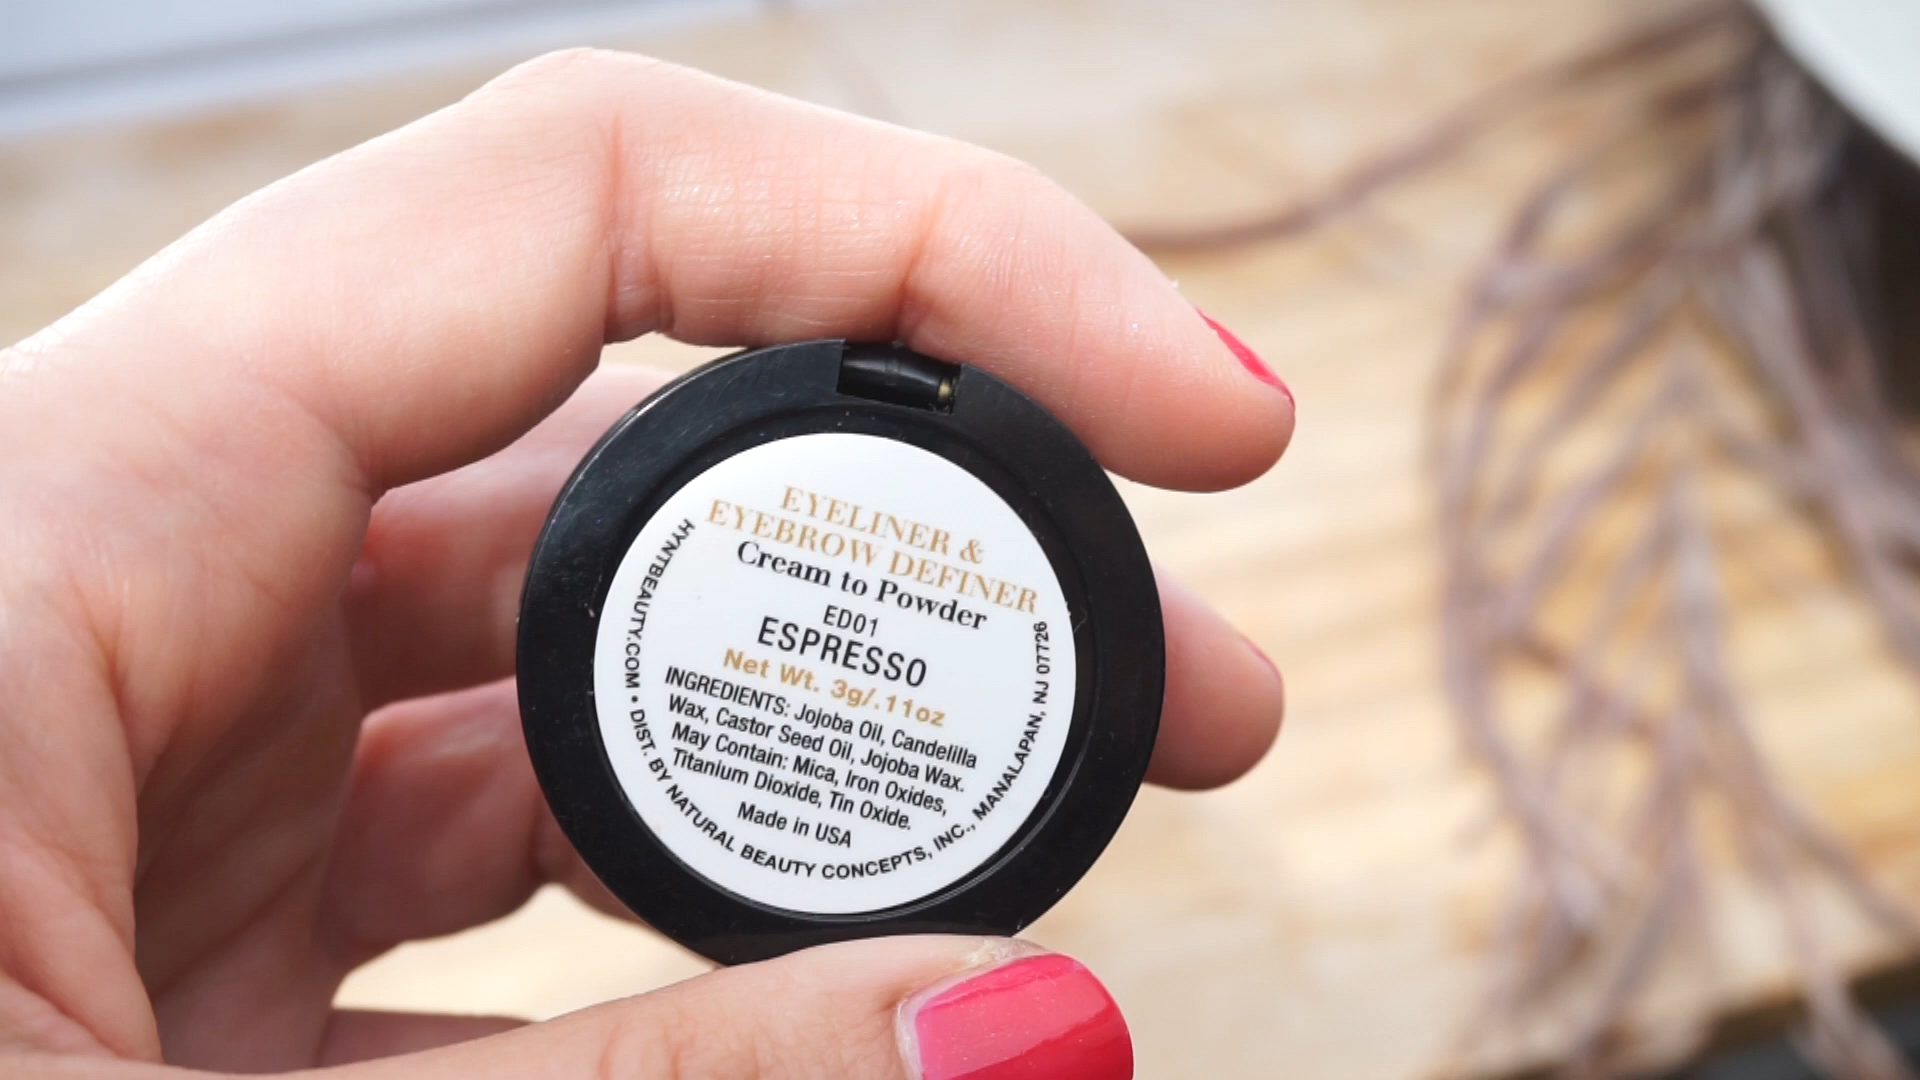 EYELINER &
EYEBROW DEFINER
Cream to Powder
ED01
ESPRESSO
Net Wt. 3g/.11oz
INGREDIENTS: Jojoba Oil, Candelilla
Wax, Castor Seed Oil, Jojoba Wax.
May Contain: Mica, Iron Oxides,
Titanium Dioxide, Tin Oxide.
Made in USA
HYNTBEAUTY.COM • DIST. BY NATURAL BEAUTY CONCEPTS, INC., MANALAPAN, NJ 07726